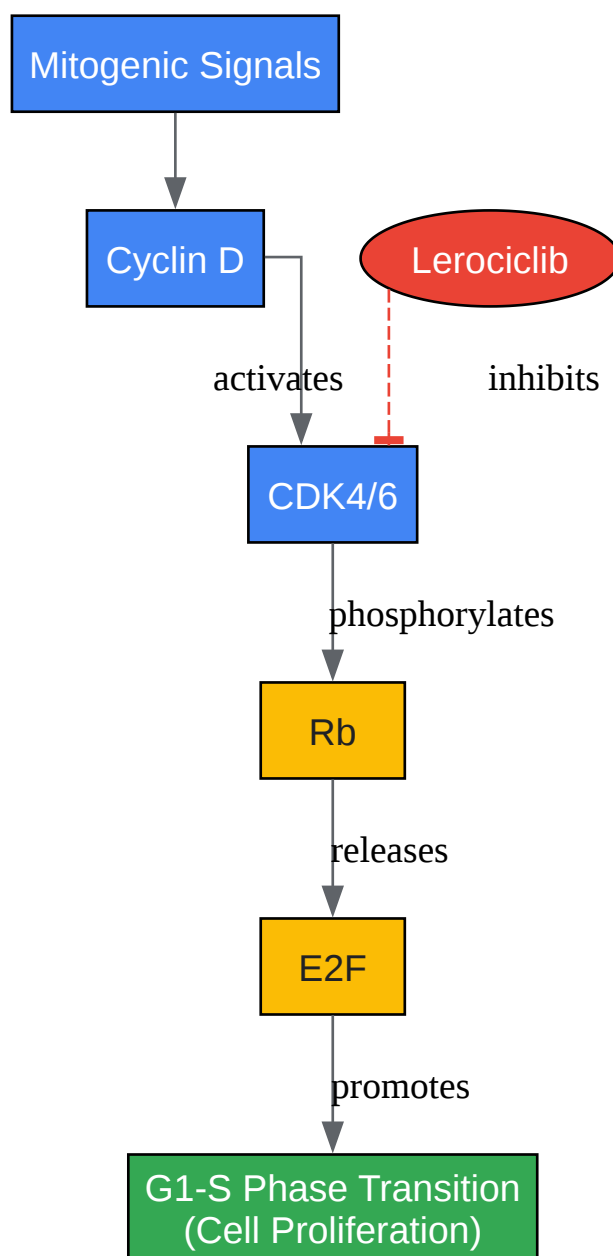 Mitogenic Signals
Cyclin D
Lerociclib
activates
inhibits
CDK4/6
phosphorylates
Rb
releases
E2F
promotes
G1-S Phase Transition
(Cell Proliferation)